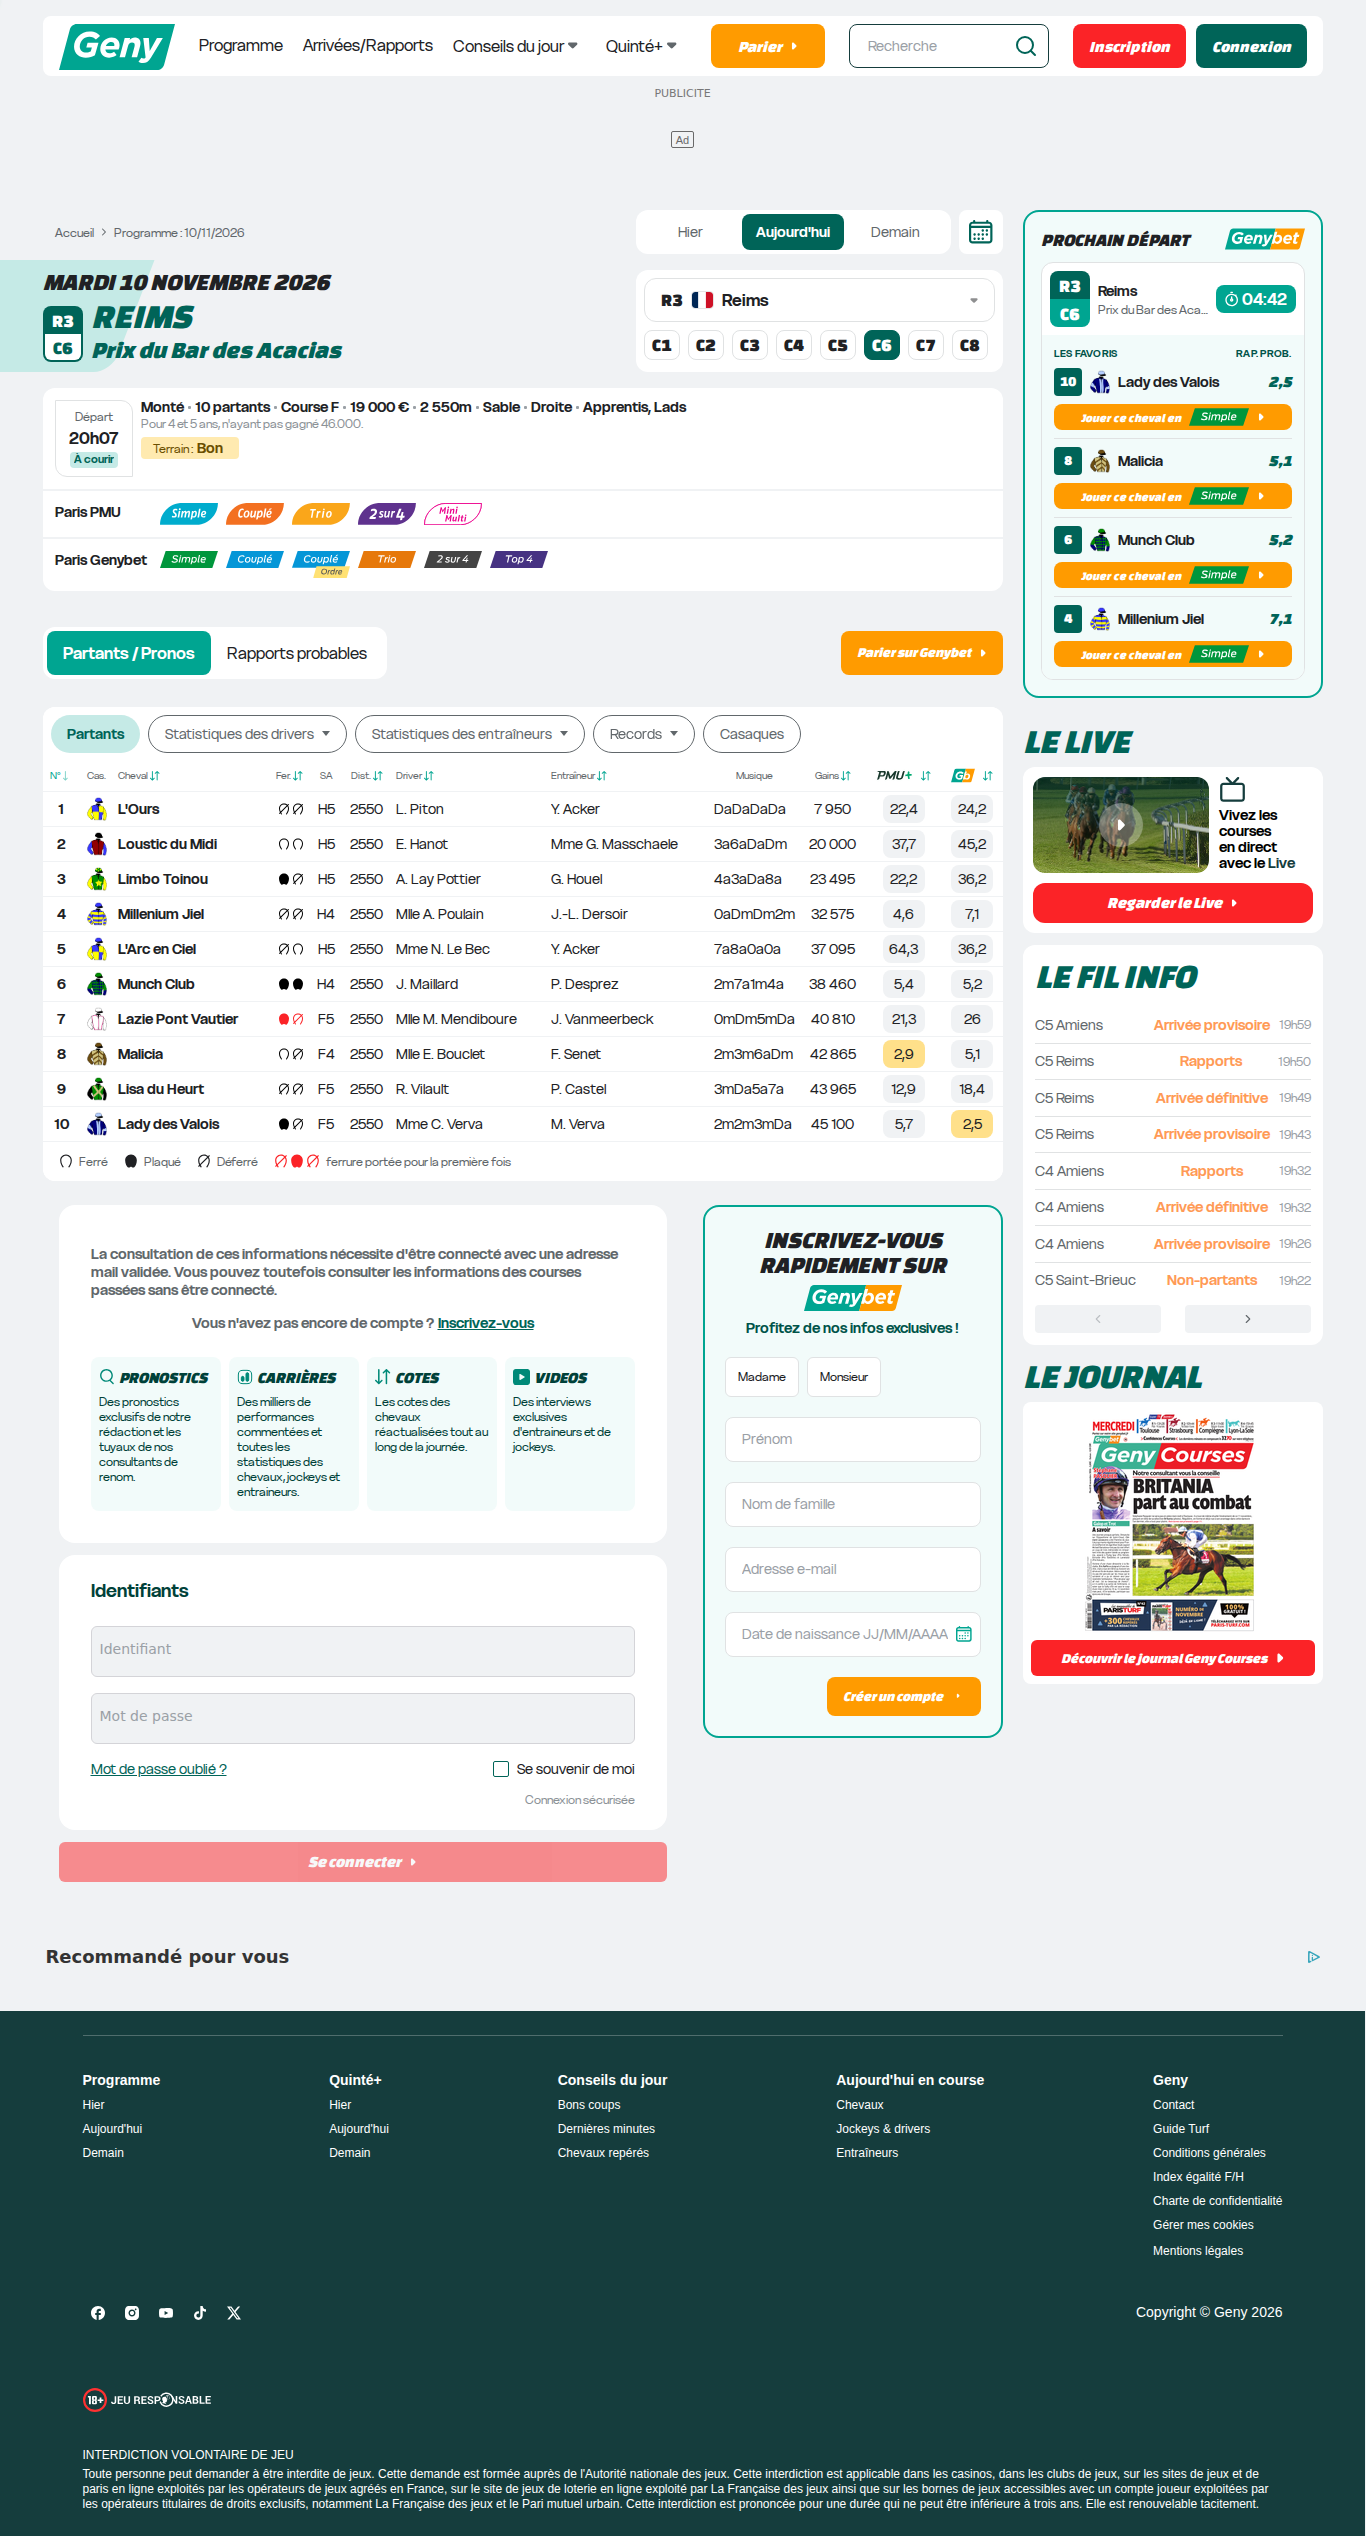 Geny Programme Arrivées/Rapports Conseils du jour Quinté+ Parier Recherche Inscription Connexion
PUBLICITE
Ad
Accueil > Programme : 10/11/2026
Hier Aujourd'hui Demain
MARDI 10 NOVEMBRE 2026
R3 REIMS
C6 Prix du Bar des Acacias
R3 Reims
C1 C2 C3 C4 C5 C6 C7 C8
Départ
20h07
À courir
Monté • 10 partants • Course F • 19 000 € • 2 550m • Sable • Droite • Apprentis, Lads
Pour 4 et 5 ans, n'ayant pas gagné 46.000.
Terrain : Bon
Paris PMU Simple Couplé Trio 2sur4 Mini Multi
Paris Genybet Simple Couplé Couplé Ordre Trio 2 sur 4 Top 4
Partants / Pronos Rapports probables Parier sur Genybet
Partants Statistiques des drivers Statistiques des entraîneurs Records Casaques
N° Cas. Cheval Fer. SA Dist. Driver Entraîneur Musique Gains PMU+ Gb
1 L'Ours H5 2550 L. Piton Y. Acker DaDaDaDa 7 950 22,4 24,2
2 Loustic du Midi H5 2550 E. Hanot Mme G. Masschaele 3a6aDaDm 20 000 37,7 45,2
3 Limbo Toinou H5 2550 A. Lay Pottier G. Houel 4a3aDa8a 23 495 22,2 36,2
4 Millenium Jiel H4 2550 Mlle A. Poulain J.-L. Dersoir 0aDmDm2m 32 575 4,6 7,1
5 L'Arc en Ciel H5 2550 Mme N. Le Bec Y. Acker 7a8a0a0a 37 095 64,3 36,2
6 Munch Club H4 2550 J. Maillard P. Desprez 2m7a1m4a 38 460 5,4 5,2
7 Lazie Pont Vautier F5 2550 Mlle M. Mendiboure J. Vanmeerbeck 0mDm5mDa 40 810 21,3 26
8 Malicia F4 2550 Mlle E. Bouclet F. Senet 2m3m6aDm 42 865 2,9 5,1
9 Lisa du Heurt F5 2550 R. Vilault P. Castel 3mDa5a7a 43 965 12,9 18,4
10 Lady des Valois F5 2550 Mme C. Verva M. Verva 2m2m3mDa 45 100 5,7 2,5
Ferré Plaqué Déferré ferrure portée pour la première fois
La consultation de ces informations nécessite d'être connecté avec une adresse
mail validée. Vous pouvez toutefois consulter les informations des courses
passées sans être connecté.
Vous n'avez pas encore de compte ? Inscrivez-vous
PRONOSTICS
Des pronostics
exclusifs de notre
rédaction et les
tuyaux de nos
consultants de
renom.
CARRIÈRES
Des milliers de
performances
commentées et
toutes les
statistiques des
chevaux, jockeys et
entraineurs.
COTES
Les cotes des
chevaux
réactualisées tout au
long de la journée.
VIDEOS
Des interviews
exclusives
d'entraineurs et de
jockeys.
Identifiants
Identifiant
Mot de passe
Mot de passe oublié ? Se souvenir de moi
Connexion sécurisée
Se connecter
INSCRIVEZ-VOUS
RAPIDEMENT SUR
Genybet
Profitez de nos infos exclusives !
Madame Monsieur
Prénom
Nom de famille
Adresse e-mail
Date de naissance JJ/MM/AAAA
Créer un compte
PROCHAIN DÉPART Genybet
R3 Reims 04:42
C6 Prix du Bar des Aca...
LES FAVORIS RAP. PROB.
10 Lady des Valois 2,5
Jouer ce cheval en Simple
8 Malicia 5,1
Jouer ce cheval en Simple
6 Munch Club 5,2
Jouer ce cheval en Simple
4 Millenium Jiel 7,1
Jouer ce cheval en Simple
LE LIVE
Vivez les
courses
en direct
avec le Live
Regarder le Live
LE FIL INFO
C5 Amiens Arrivée provisoire 19h59
C5 Reims Rapports 19h50
C5 Reims Arrivée définitive 19h49
C5 Reims Arrivée provisoire 19h43
C4 Amiens Rapports 19h32
C4 Amiens Arrivée définitive 19h32
C4 Amiens Arrivée provisoire 19h26
C5 Saint-Brieuc Non-partants 19h22
LE JOURNAL
MERCREDI Toulouse Strasbourg Compiègne Lyon-La Soie
Geny Courses
Notre consultant vous la conseille
BRITANIA
part au combat
À savoir
PARISTURF
+300
NUMÉRO DE
NOVEMBRE
100%
GRATUIT !
Découvrir le journal Geny Courses
Recommandé pour vous
Programme
Hier
Aujourd'hui
Demain
Quinté+
Hier
Aujourd'hui
Demain
Conseils du jour
Bons coups
Dernières minutes
Chevaux repérés
Aujourd'hui en course
Chevaux
Jockeys & drivers
Entraîneurs
Geny
Contact
Guide Turf
Conditions générales
Index égalité F/H
Charte de confidentialité
Gérer mes cookies
Mentions légales
Copyright © Geny 2026
18+ JEU RESPONSABLE
INTERDICTION VOLONTAIRE DE JEU
Toute personne peut demander à être interdite de jeux. Cette demande est formée auprès de l'Autorité nationale des jeux. Cette interdiction est applicable dans les casinos, dans les clubs de jeux, sur les sites de jeux et de
paris en ligne exploités par les opérateurs de jeux agréés en France, sur le site de jeux de loterie en ligne exploité par La Française des jeux ainsi que sur les bornes de jeux accessibles avec un compte joueur exploitées par
les opérateurs titulaires de droits exclusifs, notamment La Française des jeux et le Pari mutuel urbain. Cette interdiction est prononcée pour une durée qui ne peut être inférieure à trois ans. Elle est renouvelable tacitement.